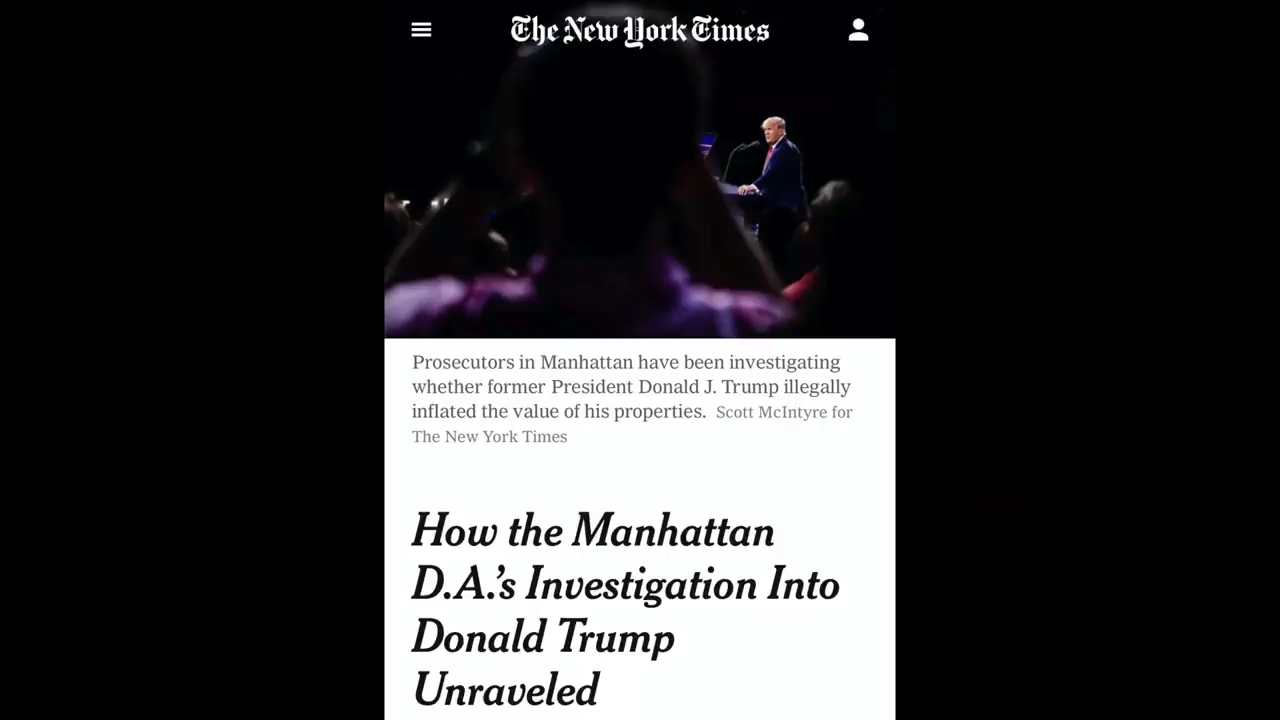 The New York Times
Prosecutors in Manhattan have been investigating
whether former President Donald J. Trump illegally
inflated the value of his properties. Scott McIntyre for
The New York Times
How the Manhattan
D.A.’s Investigation Into
Donald Trump
Unraveled